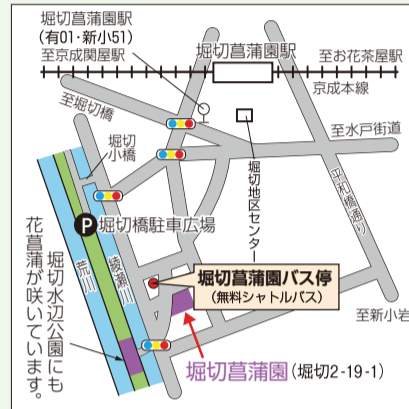 堀切菖蒲園駅
(有01・新小51)
至京成関屋駅
堀切菖蒲園駅
至お花茶屋駅
京成本線
至堀切橋
至水戸街道
堀切
小橋
堀切地区センター
平和橋通り
P 堀切橋駐車広場
荒川
綾瀬川
堀切菖蒲園バス停
(無料シャトルバス)
至新小岩
堀切水辺公園にも
花菖蒲が咲いています。
堀切菖蒲園(堀切2-19-1)